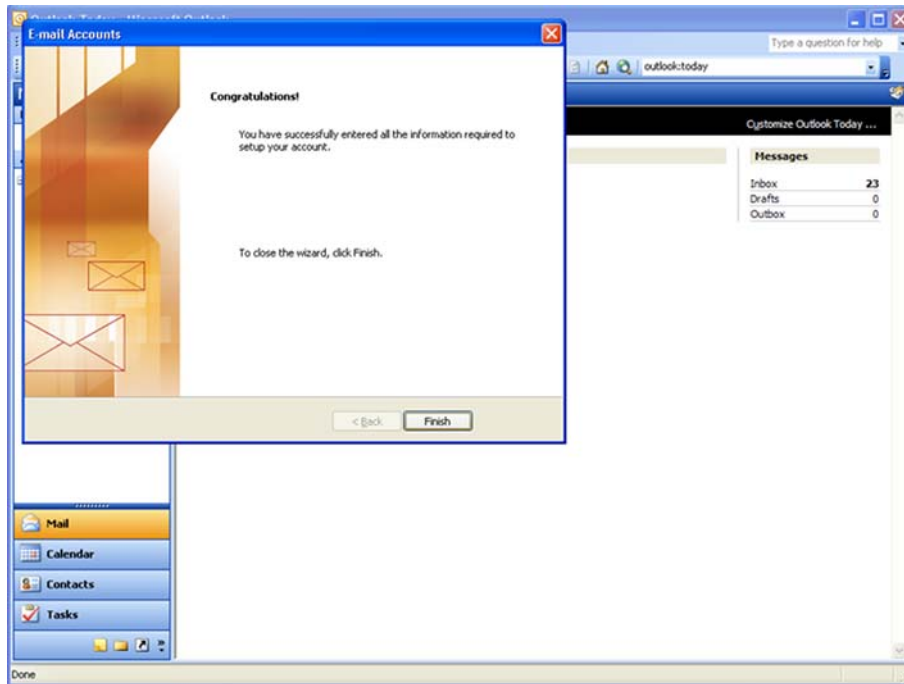 E-mail Accounts
Type a question for help
outlook:today
Congratulations!
You have successfully entered all the information required to
setup your account.
To close the wizard, click Finish.
< Back
Finish
Customize Outlook Today ...
Messages
Inbox 23
Drafts 0
Outbox 0
Mail
Calendar
Contacts
Tasks
Done